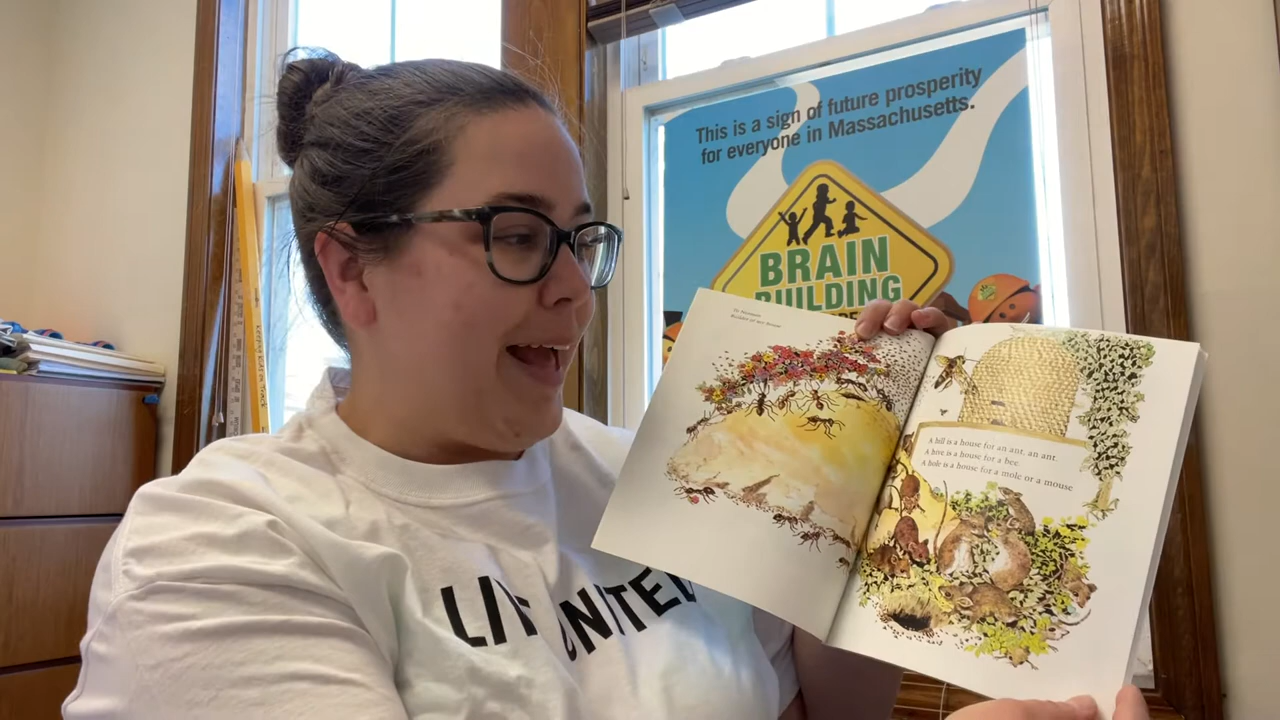 This is a sign of future prosperity
for everyone in Massachusetts.
BRAIN
BUILDING
A hill is a house for an ant, an ant.
A hive is a house for a bee.
A hole is a house for a mole or a mouse
LIVE UNITED